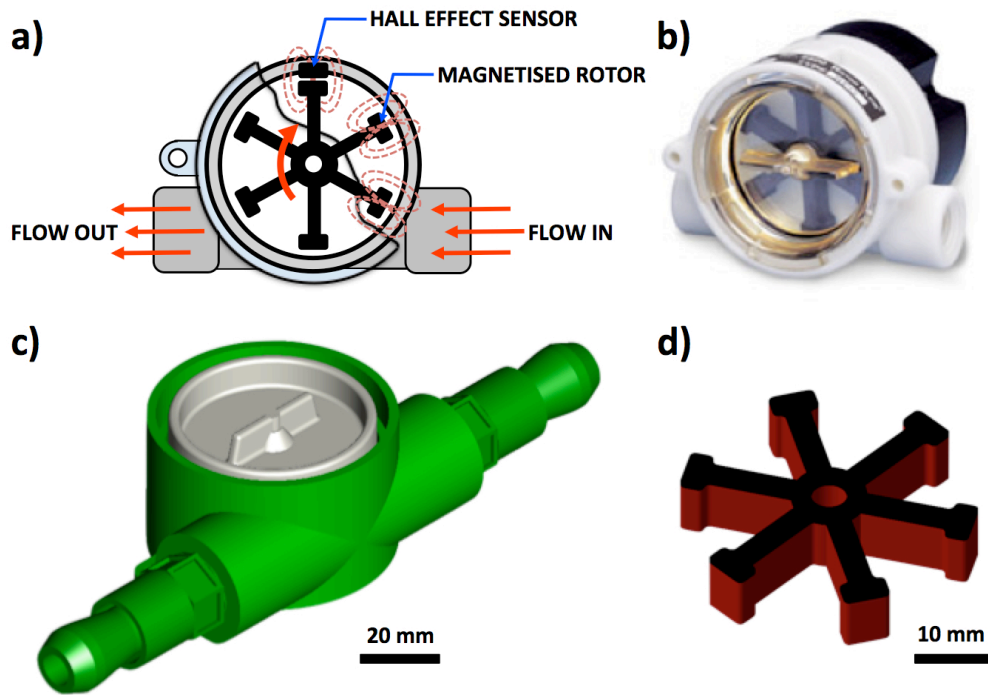 a)
HALL EFFECT SENSOR
MAGNETISED ROTOR
FLOW OUT
FLOW IN
b)
c)
20 mm
d)
10 mm